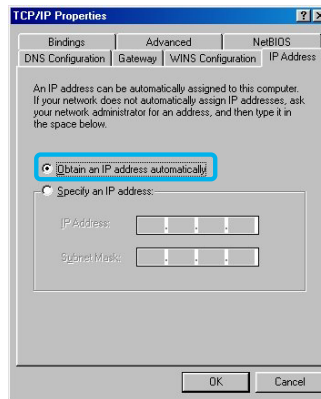 TCP/IP Properties
Bindings Advanced NetBIOS
DNS Configuration Gateway WINS Configuration IP Address
An IP address can be automatically assigned to this computer.
If your network does not automatically assign IP addresses, ask
your network administrator for an address, and then type it in
the space below.
Obtain an IP address automatically
Specify an IP address:
IP Address:
Subnet Mask:
OK Cancel